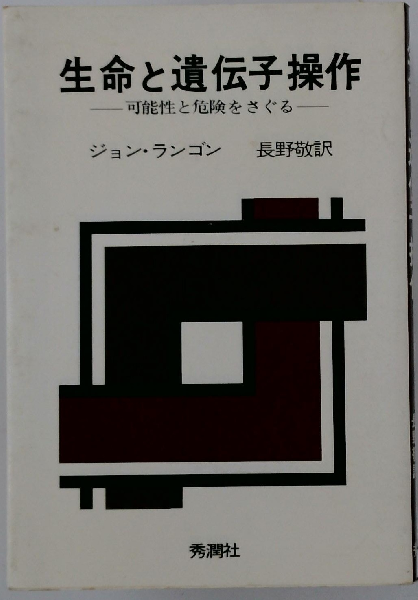 生命と遺伝子操作
──可能性と危険をさぐる──
ジョン・ランゴン　長野敬訳
秀潤社